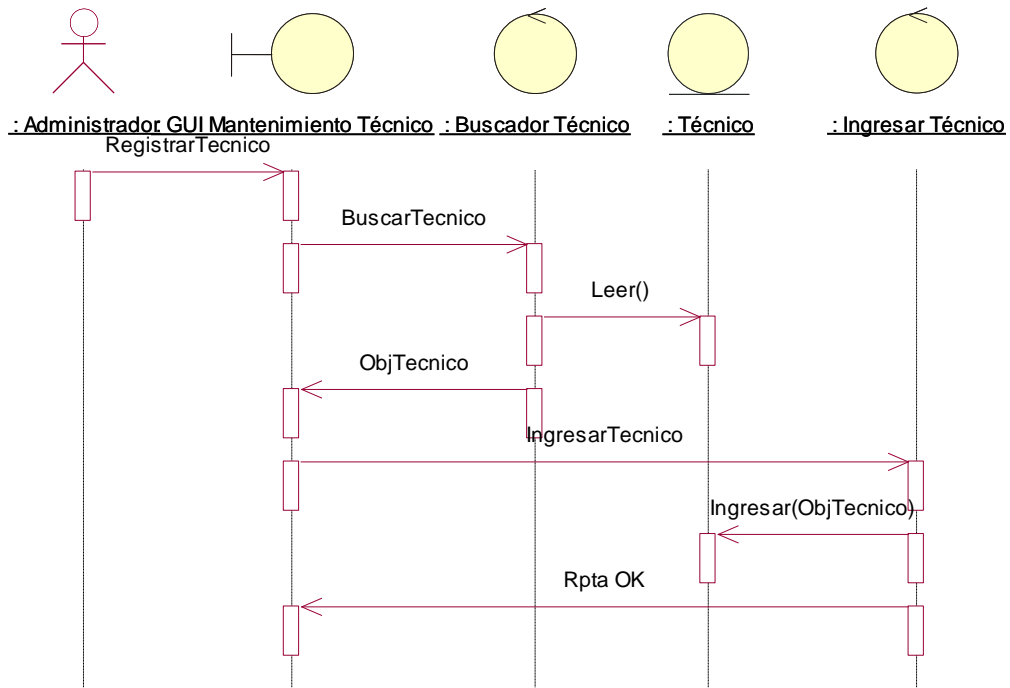 : Administrador
: GUI Mantenimiento Técnico
: Buscador Técnico
: Técnico
: Ingresar Técnico
RegistrarTecnico
BuscarTecnico
Leer()
ObjTecnico
IngresarTecnico
Ingresar(ObjTecnico)
Rpta OK